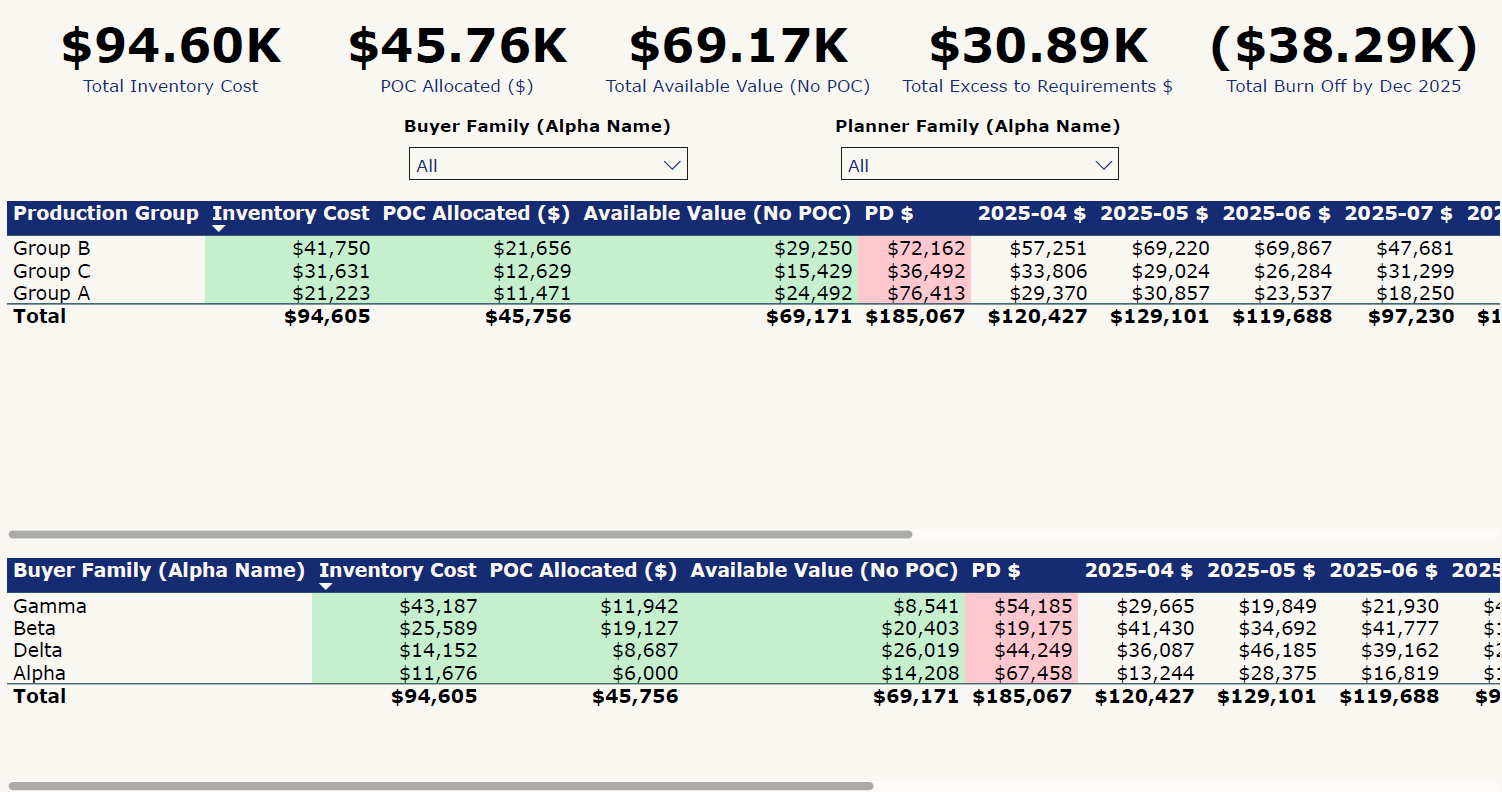 $94.60K $45.76K $69.17K $30.89K ($38.29K)
Total Inventory Cost POC Allocated ($) Total Available Value (No POC) Total Excess to Requirements $ Total Burn Off by Dec 2025
Buyer Family (Alpha Name) Planner Family (Alpha Name)
All All
Production Group Inventory Cost POC Allocated ($) Available Value (No POC) PD $ 2025-04 $ 2025-05 $ 2025-06 $ 2025-07 $ 202
Group B $41,750 $21,656 $29,250 $72,162 $57,251 $69,220 $69,867 $47,681
Group C $31,631 $12,629 $15,429 $36,492 $33,806 $29,024 $26,284 $31,299
Group A $21,223 $11,471 $24,492 $76,413 $29,370 $30,857 $23,537 $18,250
Total $94,605 $45,756 $69,171 $185,067 $120,427 $129,101 $119,688 $97,230 $1
Buyer Family (Alpha Name) Inventory Cost POC Allocated ($) Available Value (No POC) PD $ 2025-04 $ 2025-05 $ 2025-06 $ 2025
Gamma $43,187 $11,942 $8,541 $54,185 $29,665 $19,849 $21,930 $4
Beta $25,589 $19,127 $20,403 $19,175 $41,430 $34,692 $41,777 $1
Delta $14,152 $8,687 $26,019 $44,249 $36,087 $46,185 $39,162 $2
Alpha $11,676 $6,000 $14,208 $67,458 $13,244 $28,375 $16,819 $1
Total $94,605 $45,756 $69,171 $185,067 $120,427 $129,101 $119,688 $9